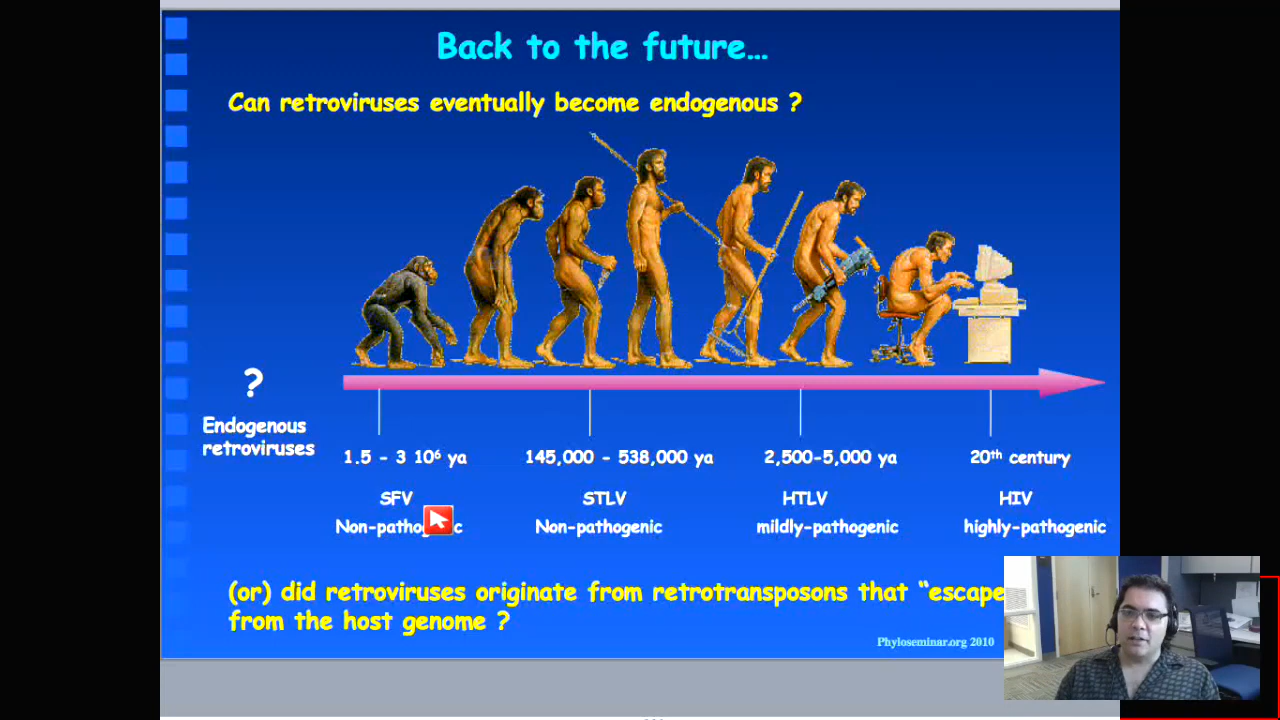 Back to the future...
Can retroviruses eventually become endogenous ?
?
Endogenous
retroviruses
1.5 - 3 10⁶ ya 145,000 - 538,000 ya 2,500-5,000 ya 20th century
SFV STLV HTLV HIV
Non-pathogenic mildly-pathogenic highly-pathogenic
(or) did retroviruses originate from retrotransposons that “escape
from the host genome ?
Phyloseminar.org 2010